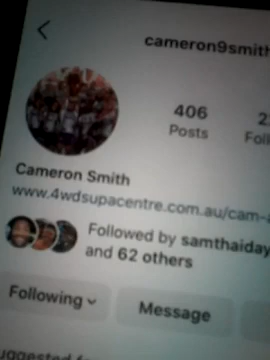 cameron9smith
406
Posts
Cameron Smith
www.4wdsupacentre.com.au/cam-
Followed by samthaiday
and 62 others
Following
Message